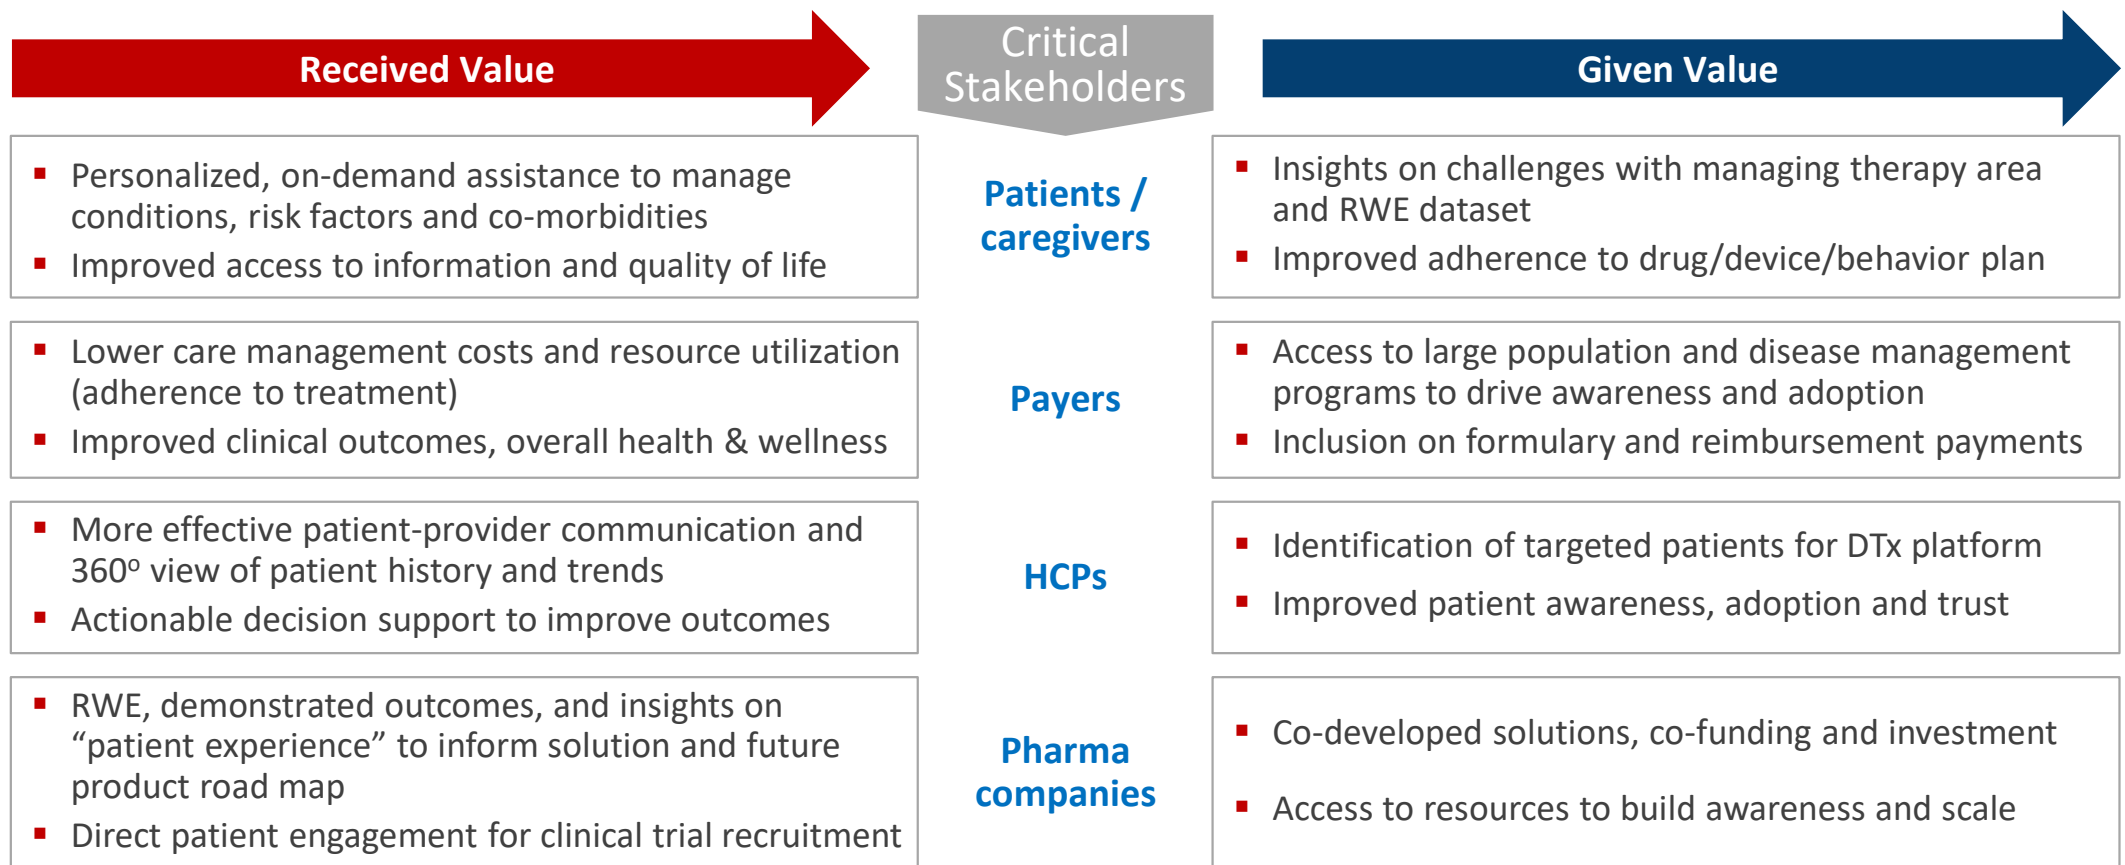 Received Value
Critical
Stakeholders
Given Value
▪ Personalized, on-demand assistance to manage
conditions, risk factors and co-morbidities
▪ Improved access to information and quality of life
Patients /
caregivers
▪ Insights on challenges with managing therapy area
and RWE dataset
▪ Improved adherence to drug/device/behavior plan
▪ Lower care management costs and resource utilization
(adherence to treatment)
▪ Improved clinical outcomes, overall health & wellness
Payers
▪ Access to large population and disease management
programs to drive awareness and adoption
▪ Inclusion on formulary and reimbursement payments
▪ More effective patient-provider communication and
360º view of patient history and trends
▪ Actionable decision support to improve outcomes
HCPs
▪ Identification of targeted patients for DTx platform
▪ Improved patient awareness, adoption and trust
▪ RWE, demonstrated outcomes, and insights on
“patient experience” to inform solution and future
product road map
▪ Direct patient engagement for clinical trial recruitment
Pharma
companies
▪ Co-developed solutions, co-funding and investment
▪ Access to resources to build awareness and scale